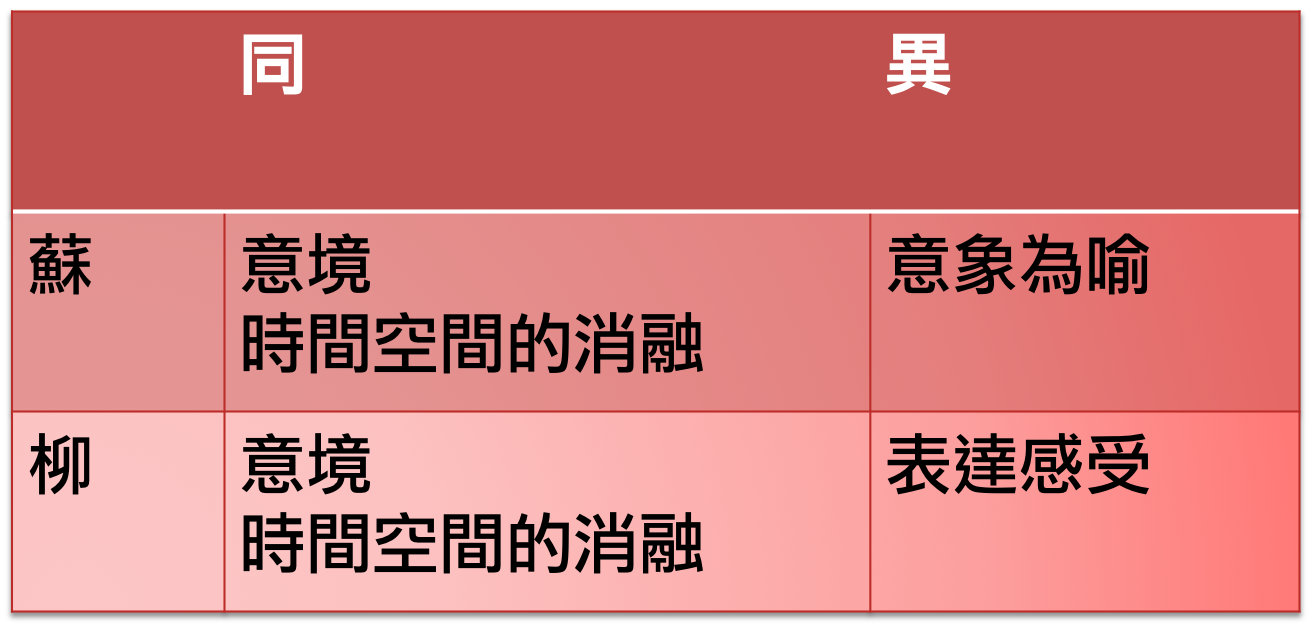 同 異
蘇 意境 意象為喻
時間空間的消融
柳 意境 表達感受
時間空間的消融